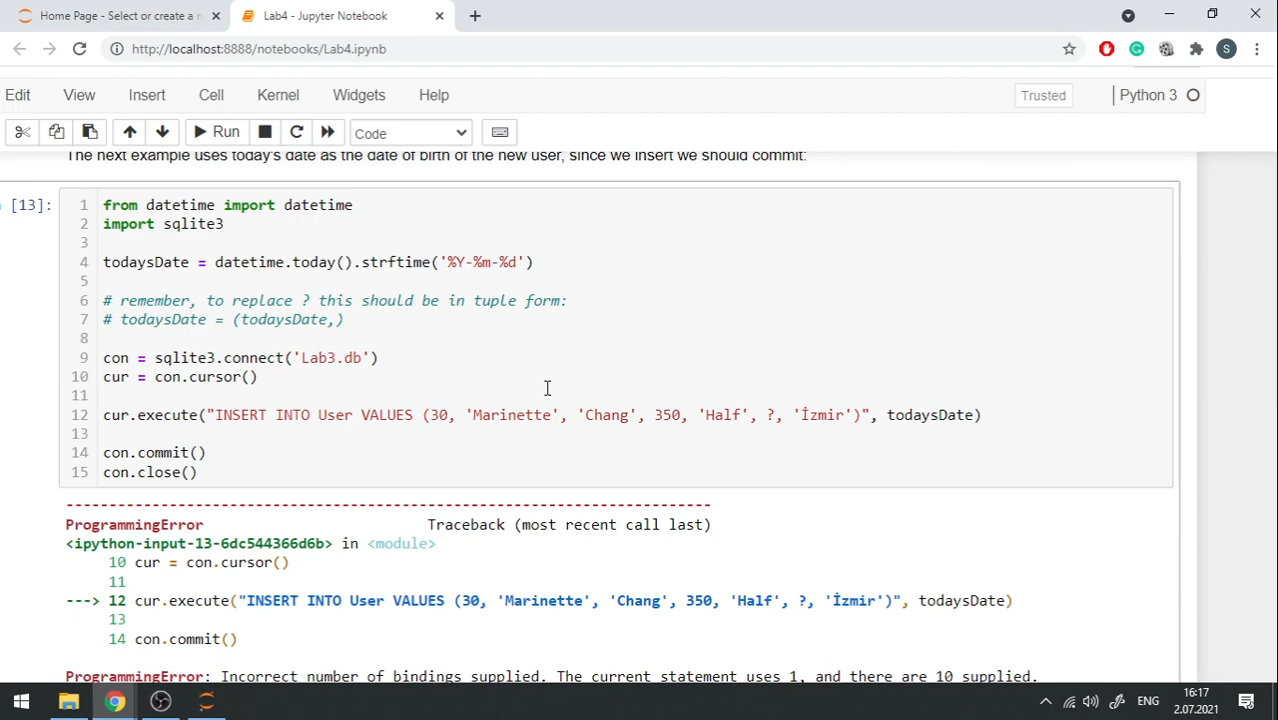 Home Page - Select or create a n
Lab4 - Jupyter Notebook
http://localhost:8888/notebooks/Lab4.ipynb
S
Edit View Insert Cell Kernel Widgets Help
Trusted
Python 3
Run
Code
The next example uses today's date as the date of birth of the new user, since we insert we should commit:
[13]:
1 from datetime import datetime
2 import sqlite3
3
4 todaysDate = datetime.today().strftime('%Y-%m-%d')
5
6 # remember, to replace ? this should be in tuple form:
7 # todaysDate = (todaysDate,)
8
9 con = sqlite3.connect('Lab3.db')
10 cur = con.cursor()
11
12 cur.execute("INSERT INTO User VALUES (30, 'Marinette', 'Chang', 350, 'Half', ?, 'İzmir')", todaysDate)
13
14 con.commit()
15 con.close()
---------------------------------------------------------------------------
ProgrammingError Traceback (most recent call last)
<ipython-input-13-6dc544366d6b> in <module>
10 cur = con.cursor()
11
---> 12 cur.execute("INSERT INTO User VALUES (30, 'Marinette', 'Chang', 350, 'Half', ?, 'İzmir')", todaysDate)
13
14 con.commit()
ProgrammingError: Incorrect number of bindings supplied. The current statement uses 1, and there are 10 supplied.
ENG
16:17
2.07.2021